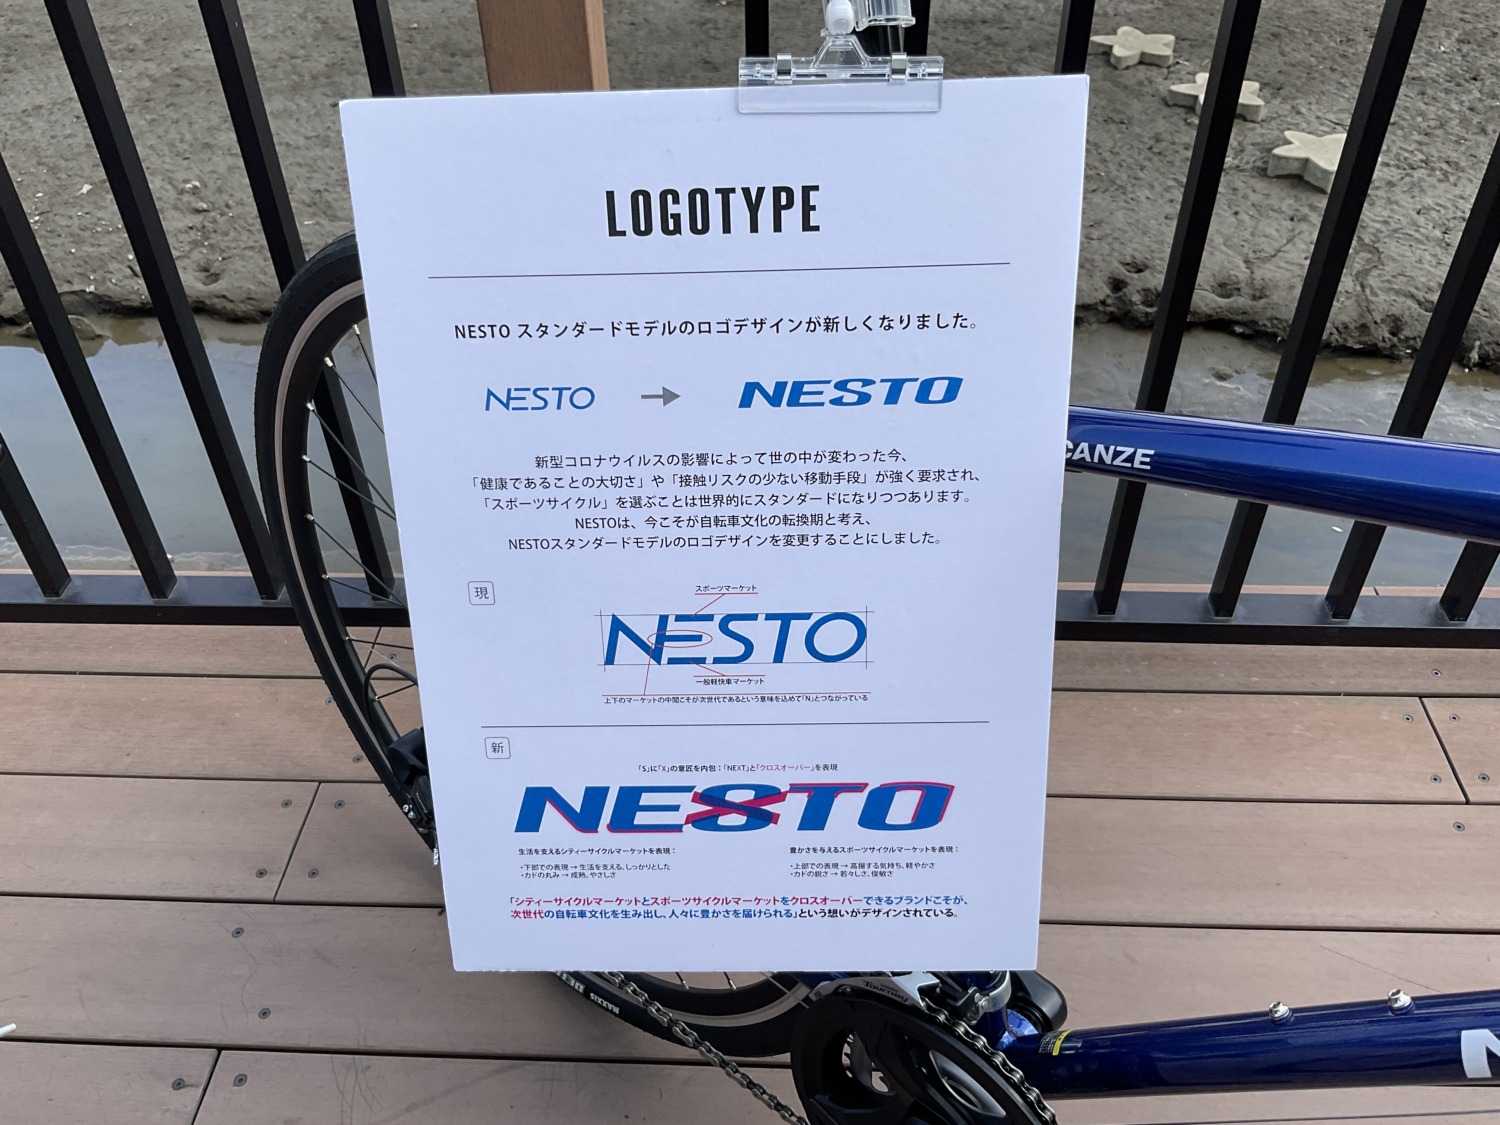 LOGOTYPE
NESTO スタンダードモデルのロゴデザインが新しくなりました。
NESTO → NESTO
新型コロナウイルスの影響によって世の中が変わった今、
「健康であることの大切さ」や「接触リスクの少ない移動手段」が強く要求され、
「スポーツサイクル」を選ぶことは世界的にスタンダードになりつつあります。
NESTOは、今こそが自転車文化の転換期と考え、
NESTOスタンダードモデルのロゴデザインを変更することにしました。
現
スポーツマーケット
NESTO
一般軽快車マーケット
上下のマーケットの中間こそが次世代であるという意味を込めて「N」とつながっている
新
「S」に「X」の意匠を内包：「NEXT」と「クロスオーバー」を表現
NESTO
生活を支えるシティーサイクルマーケットを表現：
・下部での表現 → 生活を支える、しっかりとした
・カドの丸み → 成熟、やさしさ
豊かさを与えるスポーツサイクルマーケットを表現：
・上部での表現 → 高揚する気持ち、軽やかさ
・カドの鋭さ → 若々しさ、俊敏さ
「シティーサイクルマーケットとスポーツサイクルマーケットをクロスオーバーできるブランドこそが、
次世代の自転車文化を生み出し、人々に豊かさを届けられる」という想いがデザインされている。
CANZE
MAXXIS
Tourney